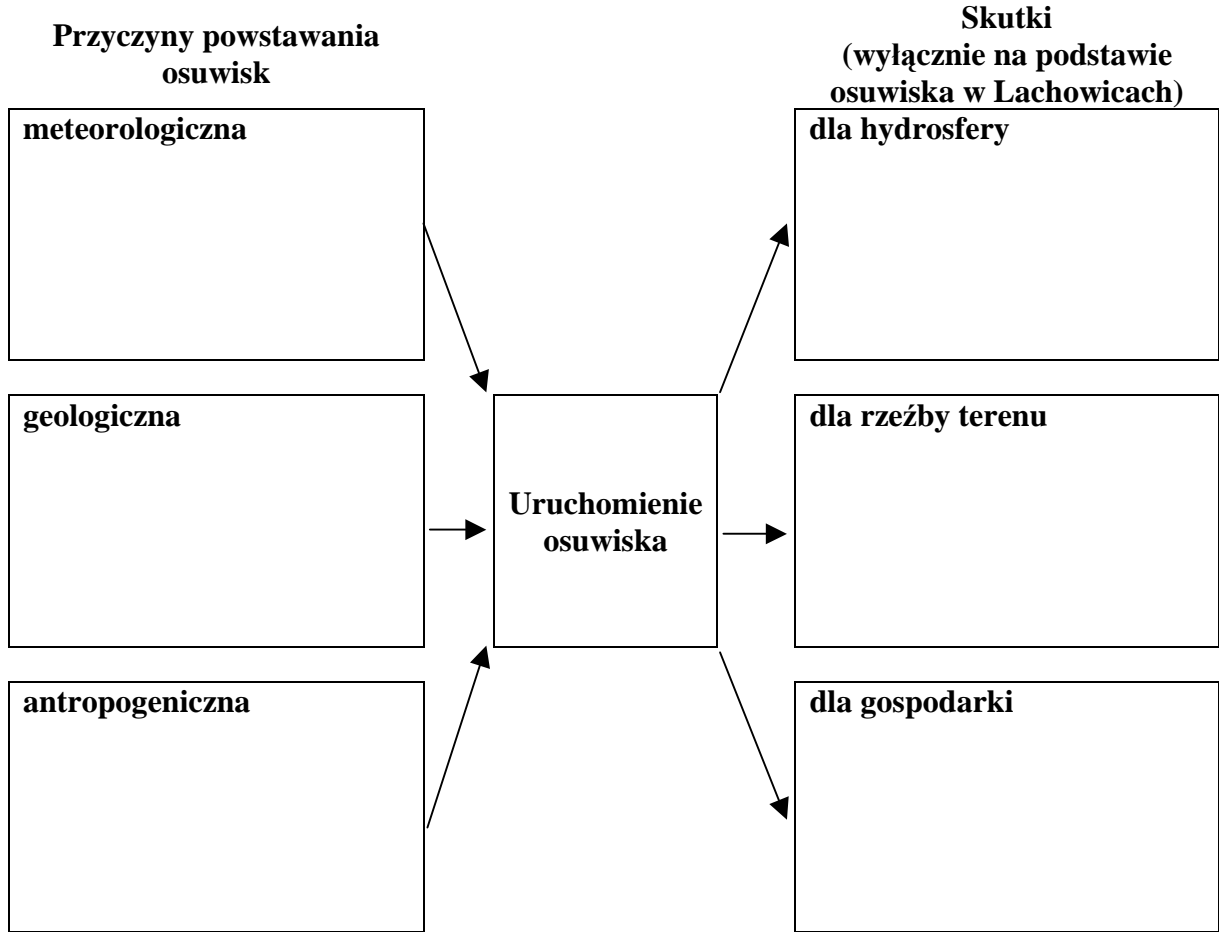 Przyczyny powstawania
osuwisk
Skutki
(wyłącznie na podstawie
osuwiska w Lachowicach)
meteorologiczna
dla hydrosfery
geologiczna
Uruchomienie
osuwiska
dla rzeźby terenu
antropogeniczna
dla gospodarki